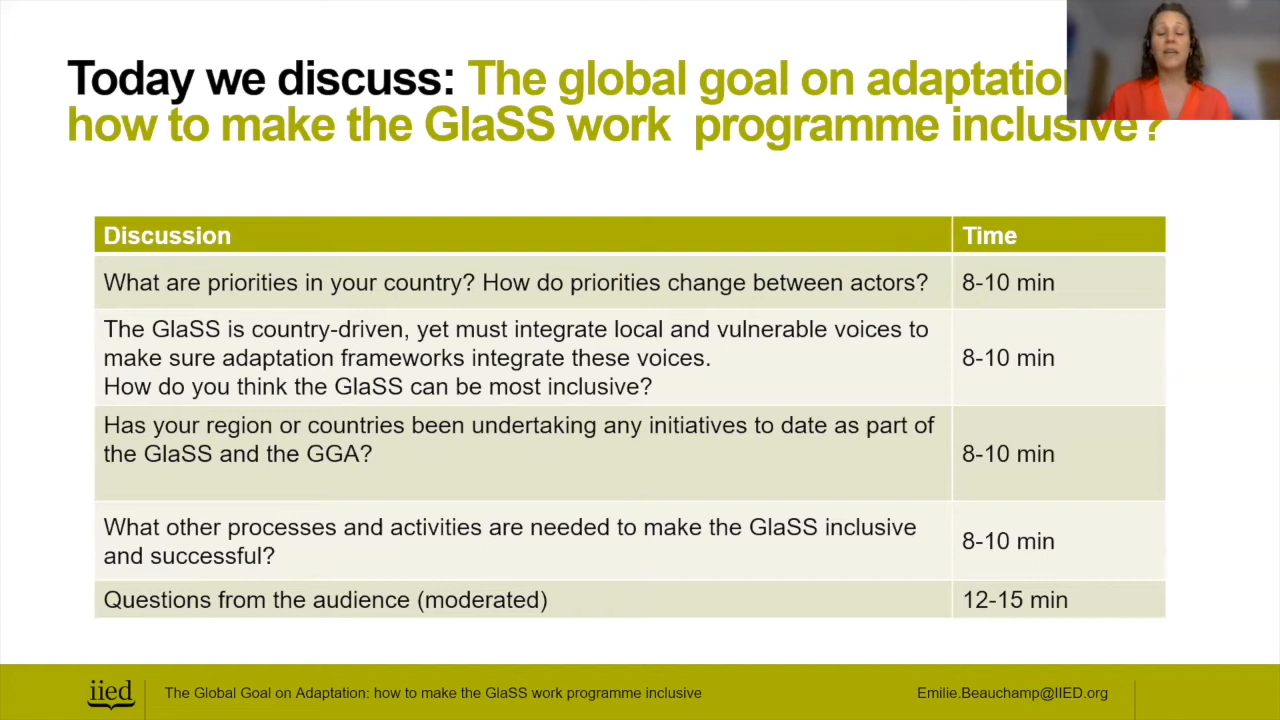 Today we discuss: The global goal on adaptatio
how to make the GlaSS work programme inclusive?
Discussion Time
What are priorities in your country? How do priorities change between actors? 8-10 min
The GlaSS is country-driven, yet must integrate local and vulnerable voices to
make sure adaptation frameworks integrate these voices. 8-10 min
How do you think the GlaSS can be most inclusive?
Has your region or countries been undertaking any initiatives to date as part of
the GlaSS and the GGA? 8-10 min
What other processes and activities are needed to make the GlaSS inclusive
and successful? 8-10 min
Questions from the audience (moderated) 12-15 min
iied The Global Goal on Adaptation: how to make the GlaSS work programme inclusive Emilie.Beauchamp@IIED.org